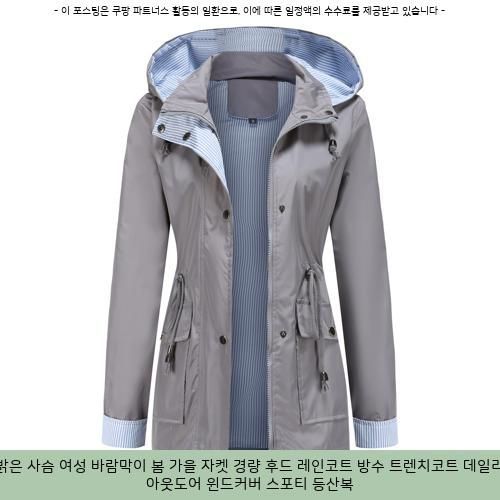 - 이 포스팅은 쿠팡 파트너스 활동의 일환으로, 이에 따른 일정액의 수수료를 제공받고 있습니다 -
밝은 사슴 여성 바람막이 봄 가을 자켓 경량 후드 레인코트 방수 트렌치코트 데일리
아웃도어 윈드커버 스포티 등산복